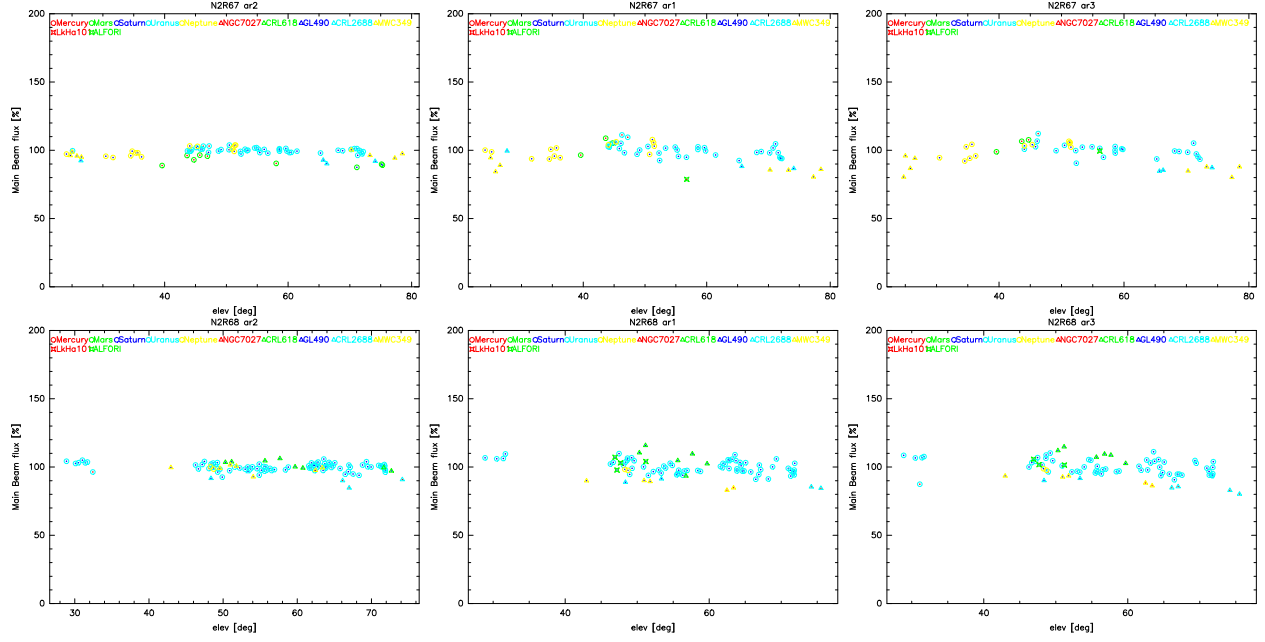 N2R67 ar2
Mercury Mars Saturn Uranus Neptune NGC7027 CRL618 GL490 CRL2688 MWC349
LkHa101 ALFORI
200
150
100
50
0
Main Beam flux [%]
40 60 80
elev [deg]
N2R67 ar1
Mercury Mars Saturn Uranus Neptune NGC7027 CRL618 GL490 CRL2688 MWC349
LkHa101 ALFORI
200
150
100
50
0
Main Beam flux [%]
40 60 80
elev [deg]
N2R67 ar3
Mercury Mars Saturn Uranus Neptune NGC7027 CRL618 GL490 CRL2688 MWC349
LkHa101 ALFORI
200
150
100
50
0
Main Beam flux [%]
40 60 80
elev [deg]
N2R68 ar2
Mercury Mars Saturn Uranus Neptune NGC7027 CRL618 GL490 CRL2688 MWC349
LkHa101 ALFORI
200
150
100
50
0
Main Beam flux [%]
30 40 50 60 70
elev [deg]
N2R68 ar1
Mercury Mars Saturn Uranus Neptune NGC7027 CRL618 GL490 CRL2688 MWC349
LkHa101 ALFORI
200
150
100
50
0
Main Beam flux [%]
40 60
elev [deg]
N2R68 ar3
Mercury Mars Saturn Uranus Neptune NGC7027 CRL618 GL490 CRL2688 MWC349
LkHa101 ALFORI
200
150
100
50
0
Main Beam flux [%]
40 60
elev [deg]